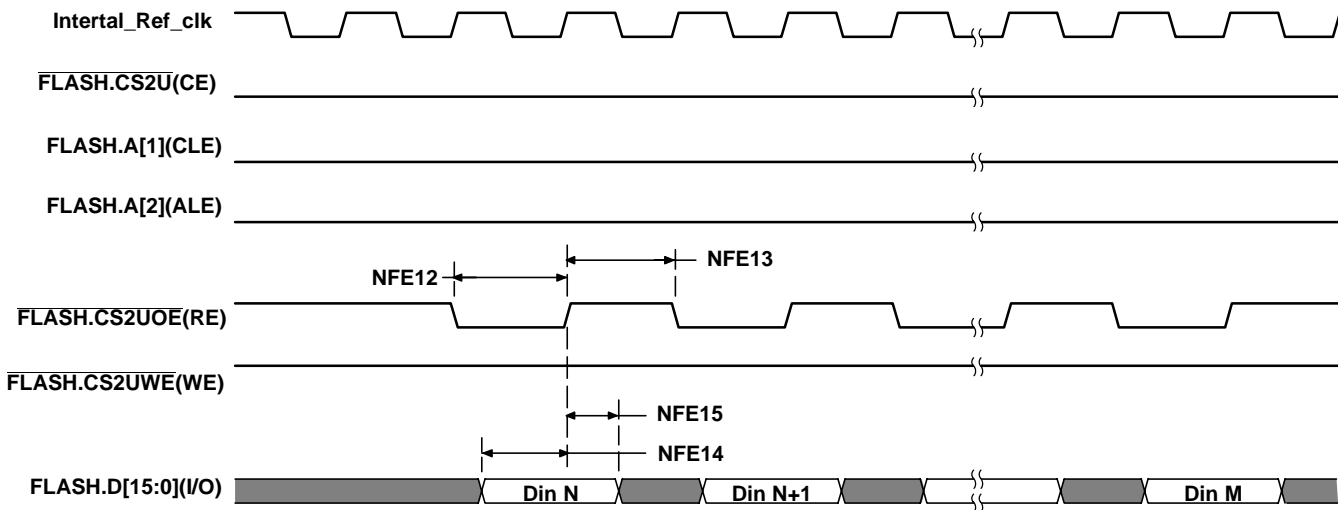 Intertal_Ref_clk
FLASH.CS2U(CE)
FLASH.A[1](CLE)
FLASH.A[2](ALE)
NFE13
NFE12
FLASH.CS2UOE(RE)
FLASH.CS2UWE(WE)
NFE15
NFE14
FLASH.D[15:0](I/O)
Din N
Din N+1
Din M